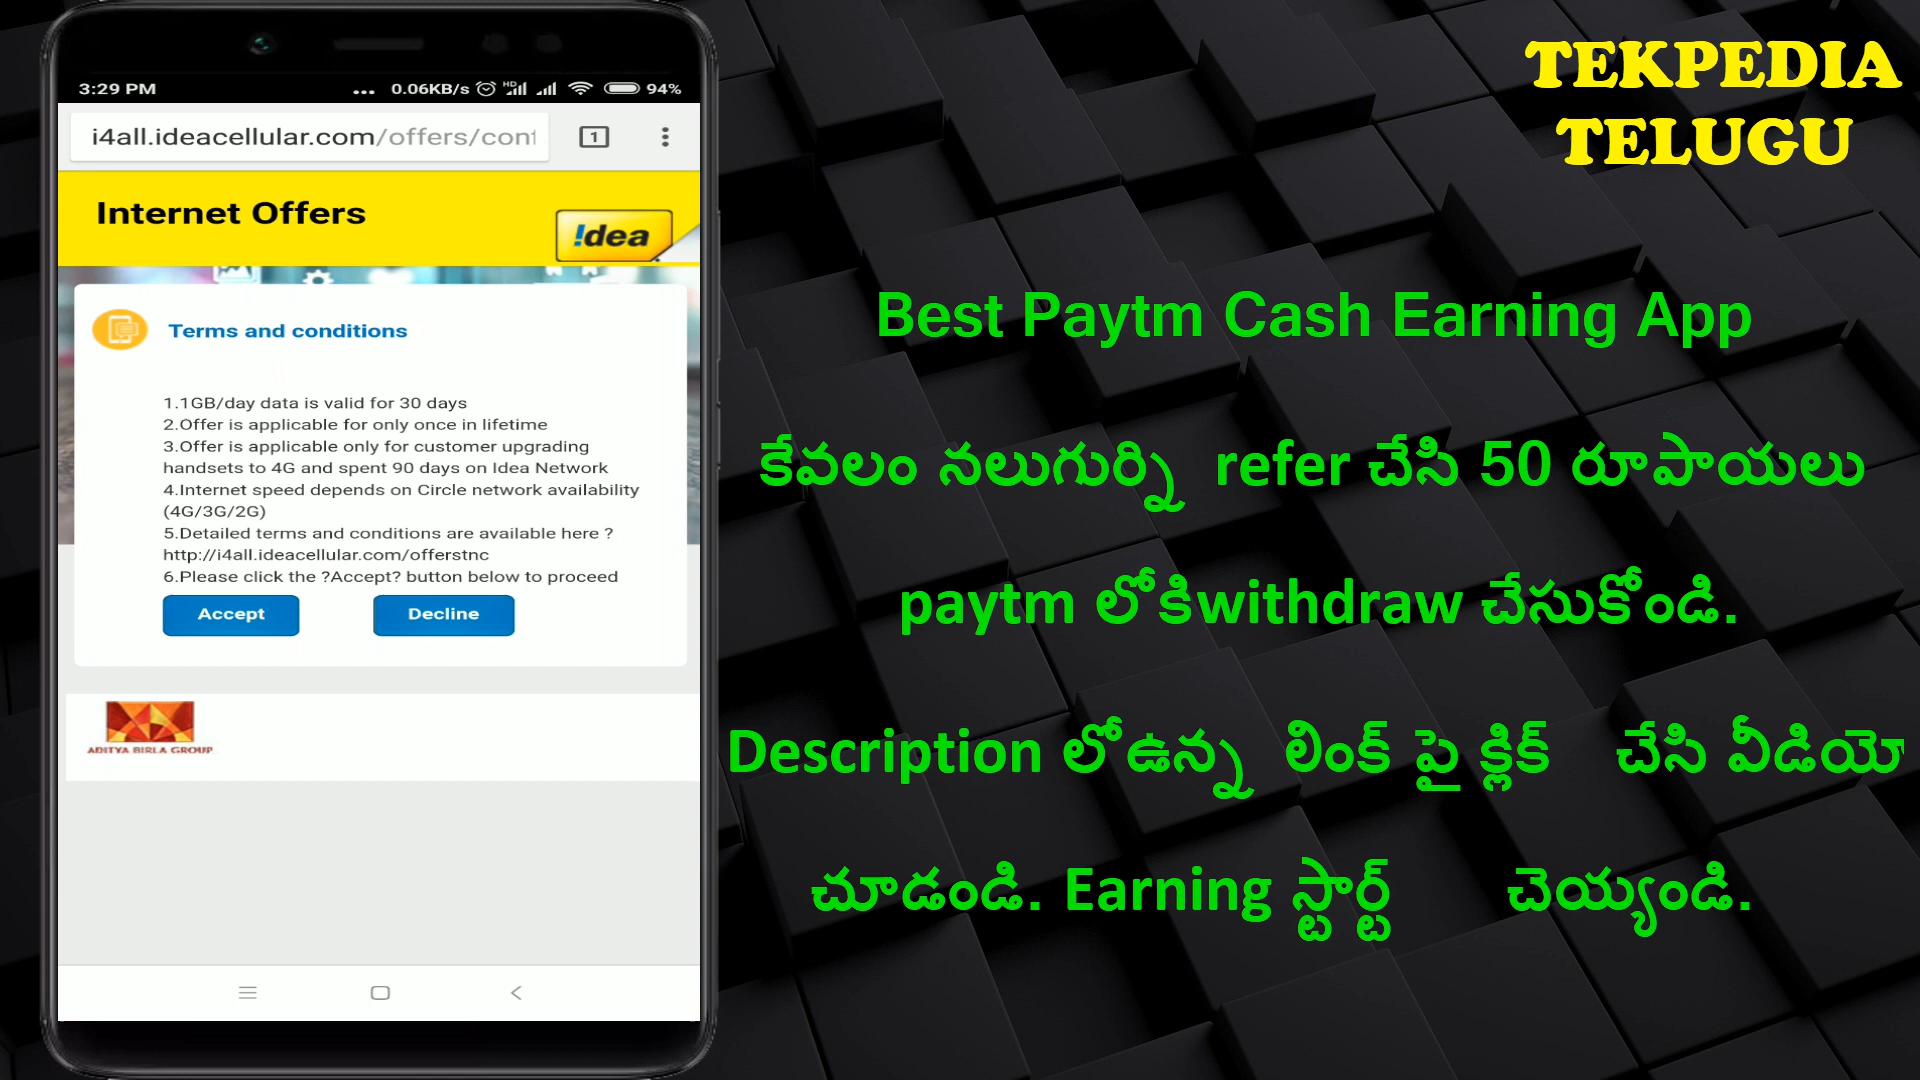 3:29 PM
... 0.06KB/s HD 94%
i4all.ideacellular.com/offers/conf
1
Internet Offers
!dea
Terms and conditions
1.1GB/day data is valid for 30 days
2.Offer is applicable for only once in lifetime
3.Offer is applicable only for customer upgrading
handsets to 4G and spent 90 days on Idea Network
4.Internet speed depends on Circle network availability
(4G/3G/2G)
5.Detailed terms and conditions are available here ?
http://i4all.ideacellular.com/offerstnc
6.Please click the ?Accept? button below to proceed
Accept
Decline
ADITYA BIRLA GROUP
TEKPEDIA
TELUGU
Best Paytm Cash Earning App
కేవలం నలుగుర్ని refer చేసి 50 రూపాయలు
paytm లోకిwithdraw చేసుకోండి.
Description లోఉన్న లింక్ పై క్లిక్ చేసి వీడియో
చూడండి. Earning స్టార్ట్ చెయ్యండి.